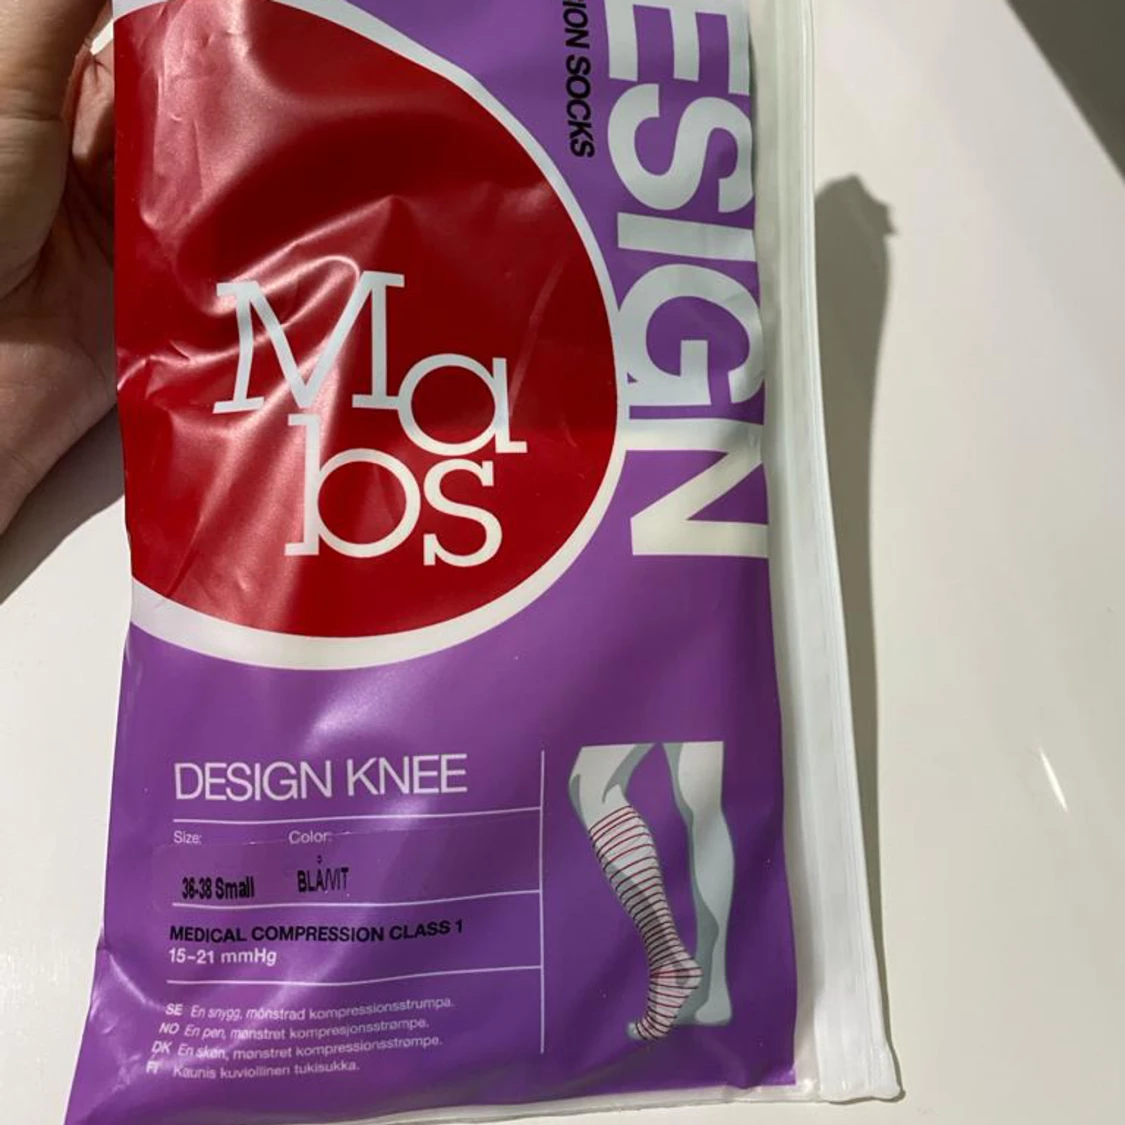 ION SOCKS
ESIGN
Ma
bs
DESIGN KNEE
Size: Color:
36-38 Small BLÅ/VIT
MEDICAL COMPRESSION CLASS 1
15–21 mmHg
SE En snygg, mönstrad kompressionsstrumpa.
NO En pen, mønstret kompresjonsstrømpe.
DK En skøn, mønstret kompressionsstrømpe.
FI Kaunis kuviollinen tukisukka.